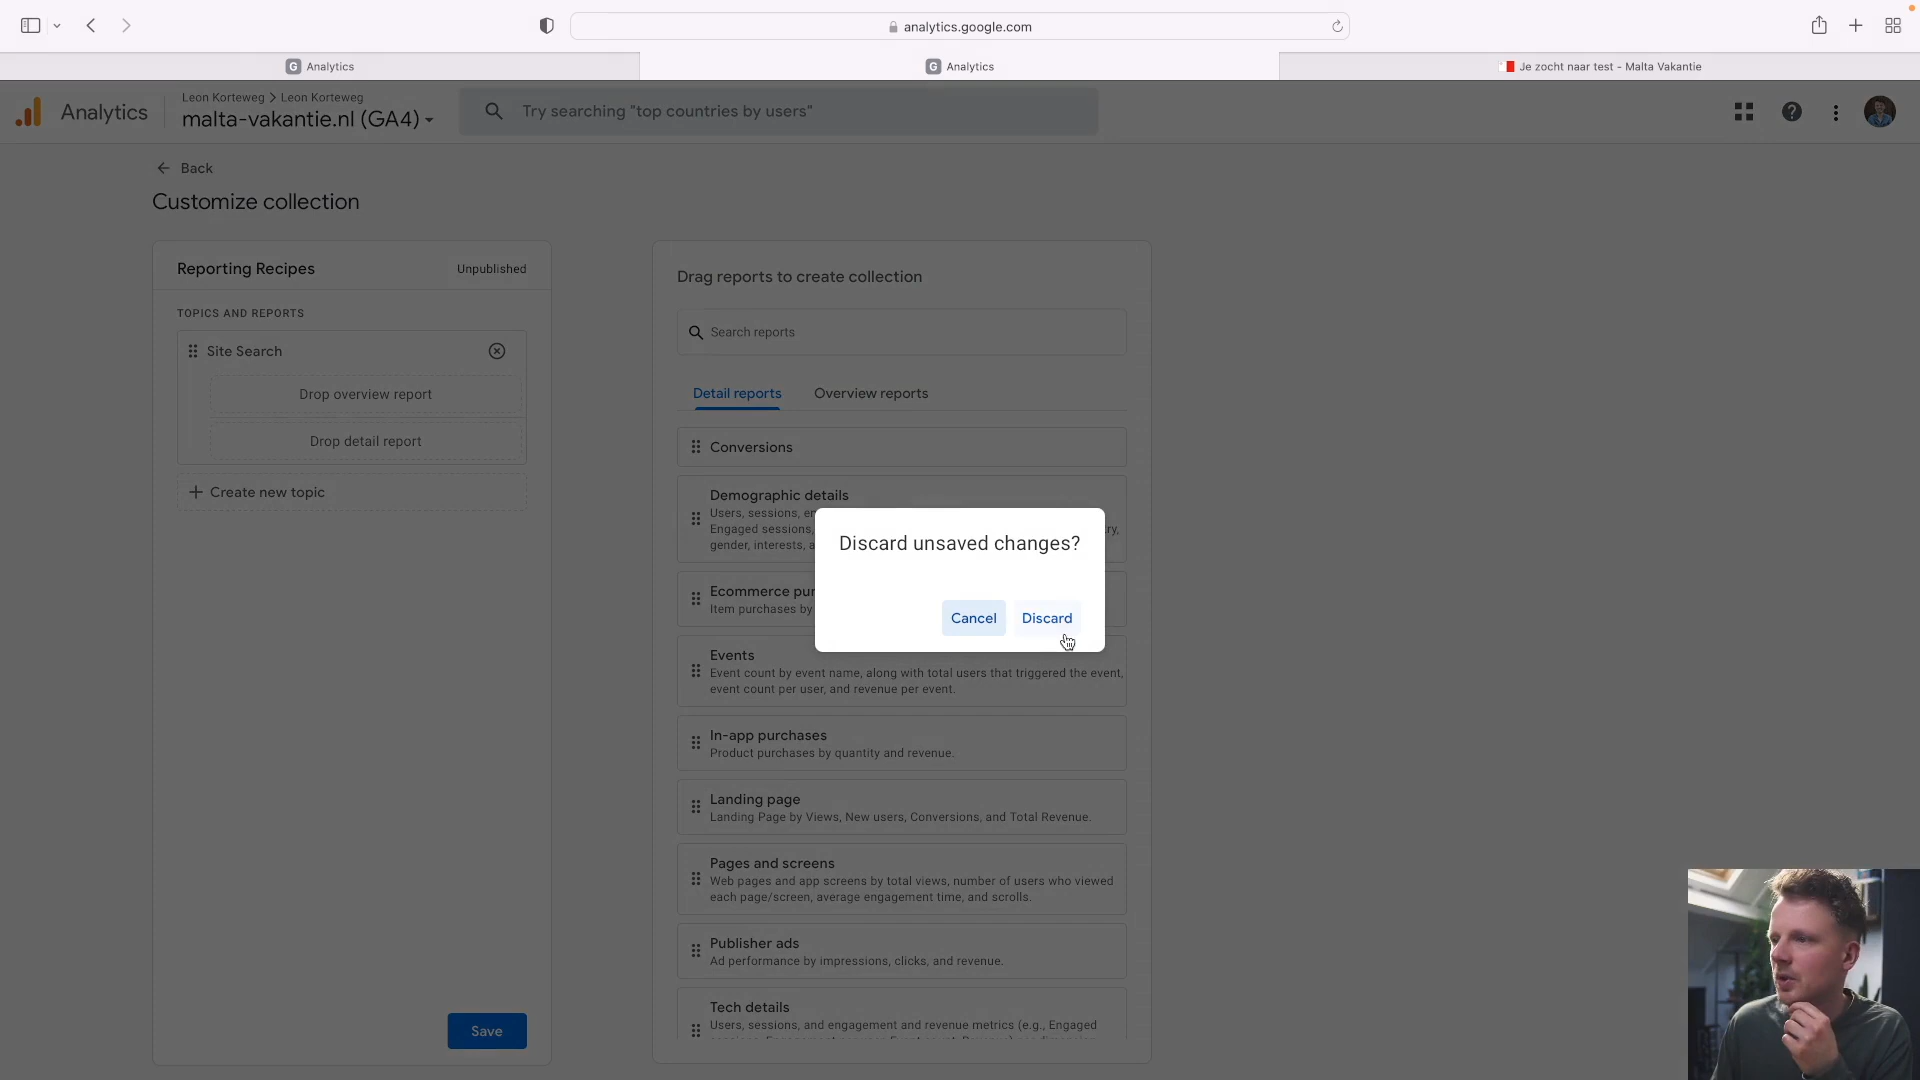 analytics.google.com
G Analytics
G Analytics
Je zocht naar test - Malta Vakantie
Analytics
Leon Korteweg > Leon Korteweg
malta-vakantie.nl (GA4)
Try searching "top countries by users"
Back
Customize collection
Reporting Recipes
Unpublished
TOPICS AND REPORTS
Site Search
Drop overview report
Drop detail report
Create new topic
Save
Drag reports to create collection
Search reports
Detail reports
Overview reports
Conversions
Demographic details
Users, sessions,
Engaged sessions,
gender, interests,
Ecommerce
Item purchases by
Events
Event count by event name, along with total users that triggered the event,
event count per user, and revenue per event.
In-app purchases
Product purchases by quantity and revenue.
Landing page
Landing Page by Views, New users, Conversions, and Total Revenue.
Pages and screens
Web pages and app screens by total views, number of users who viewed
each page/screen, average engagement time, and scrolls.
Publisher ads
Ad performance by impressions, clicks, and revenue.
Tech details
Users, sessions, and engagement and revenue metrics (e.g., Engaged
Discard unsaved changes?
Cancel
Discard